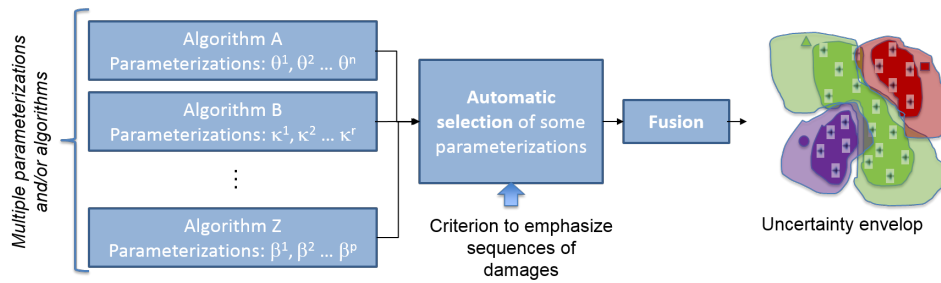 Multiple parameterizations
and/or algorithms
Algorithm A
Parameterizations: θ¹, θ² ... θⁿ
Algorithm B
Parameterizations: κ¹, κ² ... κʳ
⋮
Algorithm Z
Parameterizations: β¹, β² ... βᵖ
Automatic
selection of some
parameterizations
Criterion to emphasize
sequences of
damages
Fusion
Uncertainty envelop